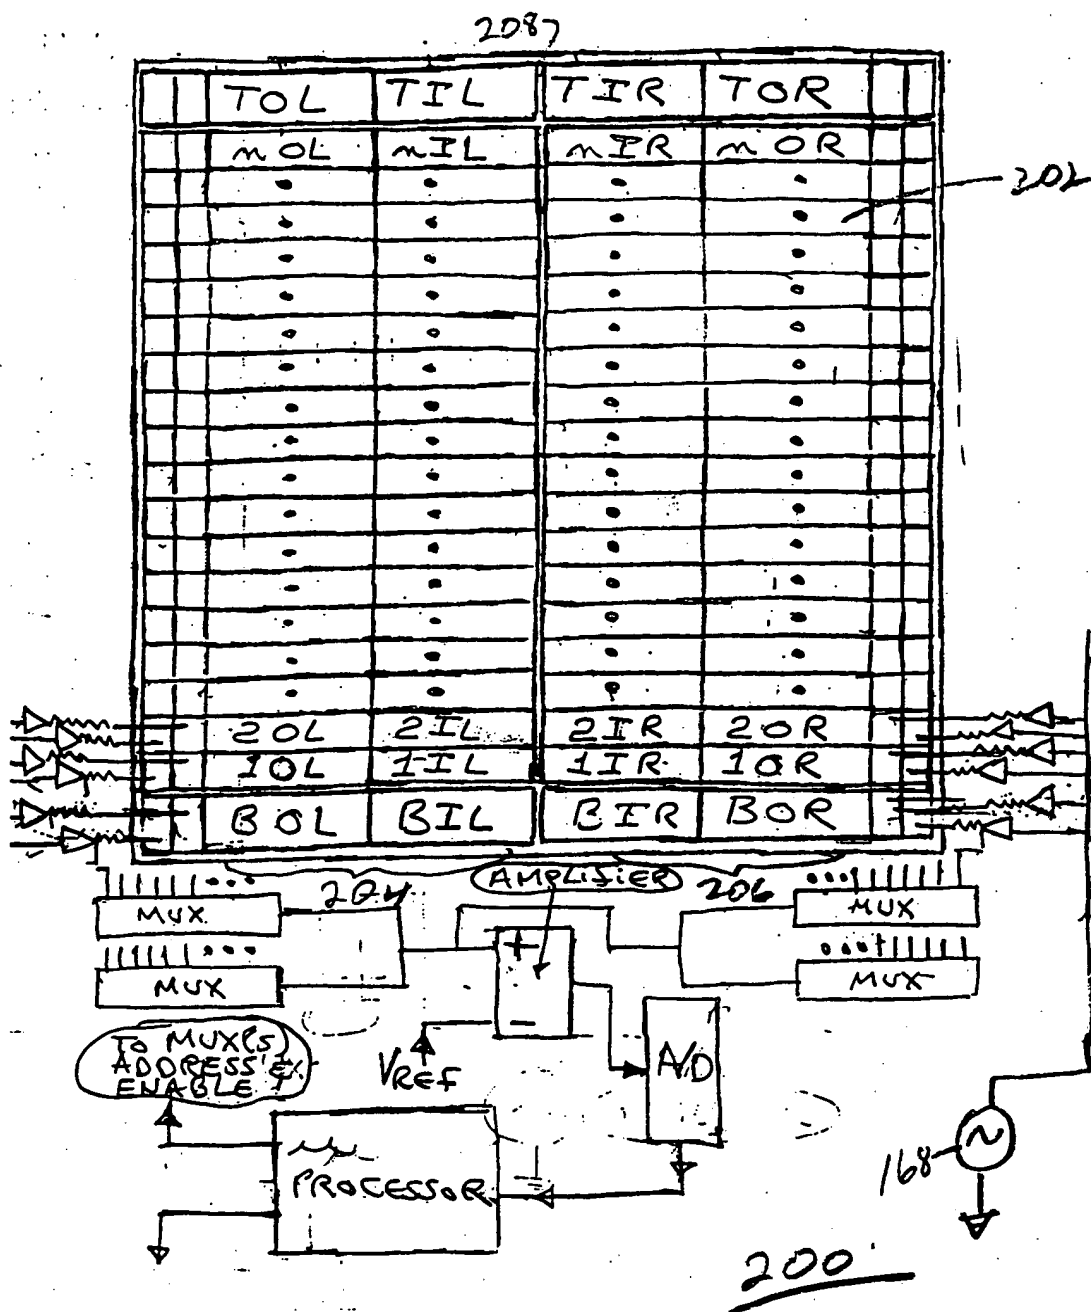 2087
TOL TIL TIR TOR
nOL nIL nIR nOR
202
2OL 2IL 2IR 2OR
1OL 1IL 1IR 1OR
BOL BIL BIR BOR
204 AMPLIFIER 206
MUX MUX
MUX MUX
+
-
VREF
A/D
TO MUX(S)
ADDRESS &
ENABLE
PROCESSOR
168
200